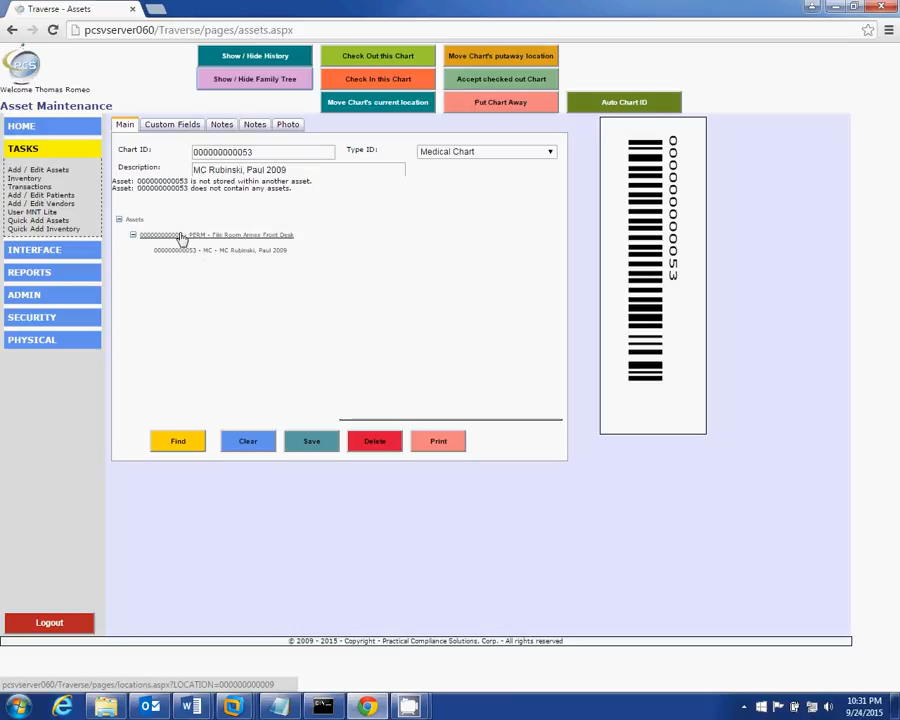 Traverse - Assets
pcsvserver060/Traverse/pages/assets.aspx
PCS
Welcome Thomas Romeo
Asset Maintenance
Show / Hide History
Check Out this Chart
Move Chart's putaway location
Show / Hide Family Tree
Check In this Chart
Accept checked out Chart
Move Chart's current location
Put Chart Away
Auto Chart ID
HOME
TASKS
Add / Edit Assets
Inventory
Transactions
Add / Edit Patients
Add / Edit Vendors
User MNT Lite
Quick Add Assets
Quick Add Inventory
INTERFACE
REPORTS
ADMIN
SECURITY
PHYSICAL
Logout
Main
Custom Fields
Notes
Notes
Photo
Chart ID:
000000000053
Type ID:
Medical Chart
Description:
MC Rubinski, Paul 2009
Asset: 000000000053 is not stored within another asset.
Asset: 000000000053 does not contain any assets.
Assets
PERM - File Room Annex Front Desk
000000000053 - MC - MC Rubinski, Paul 2009
Find
Clear
Save
Delete
Print
000000000053
© 2009 - 2015 - Copyright - Practical Compliance Solutions, Corp. - All rights reserved
pcsvserver060/Traverse/pages/locations.aspx?LOCATION=000000000009
10:31 PM
9/24/2015